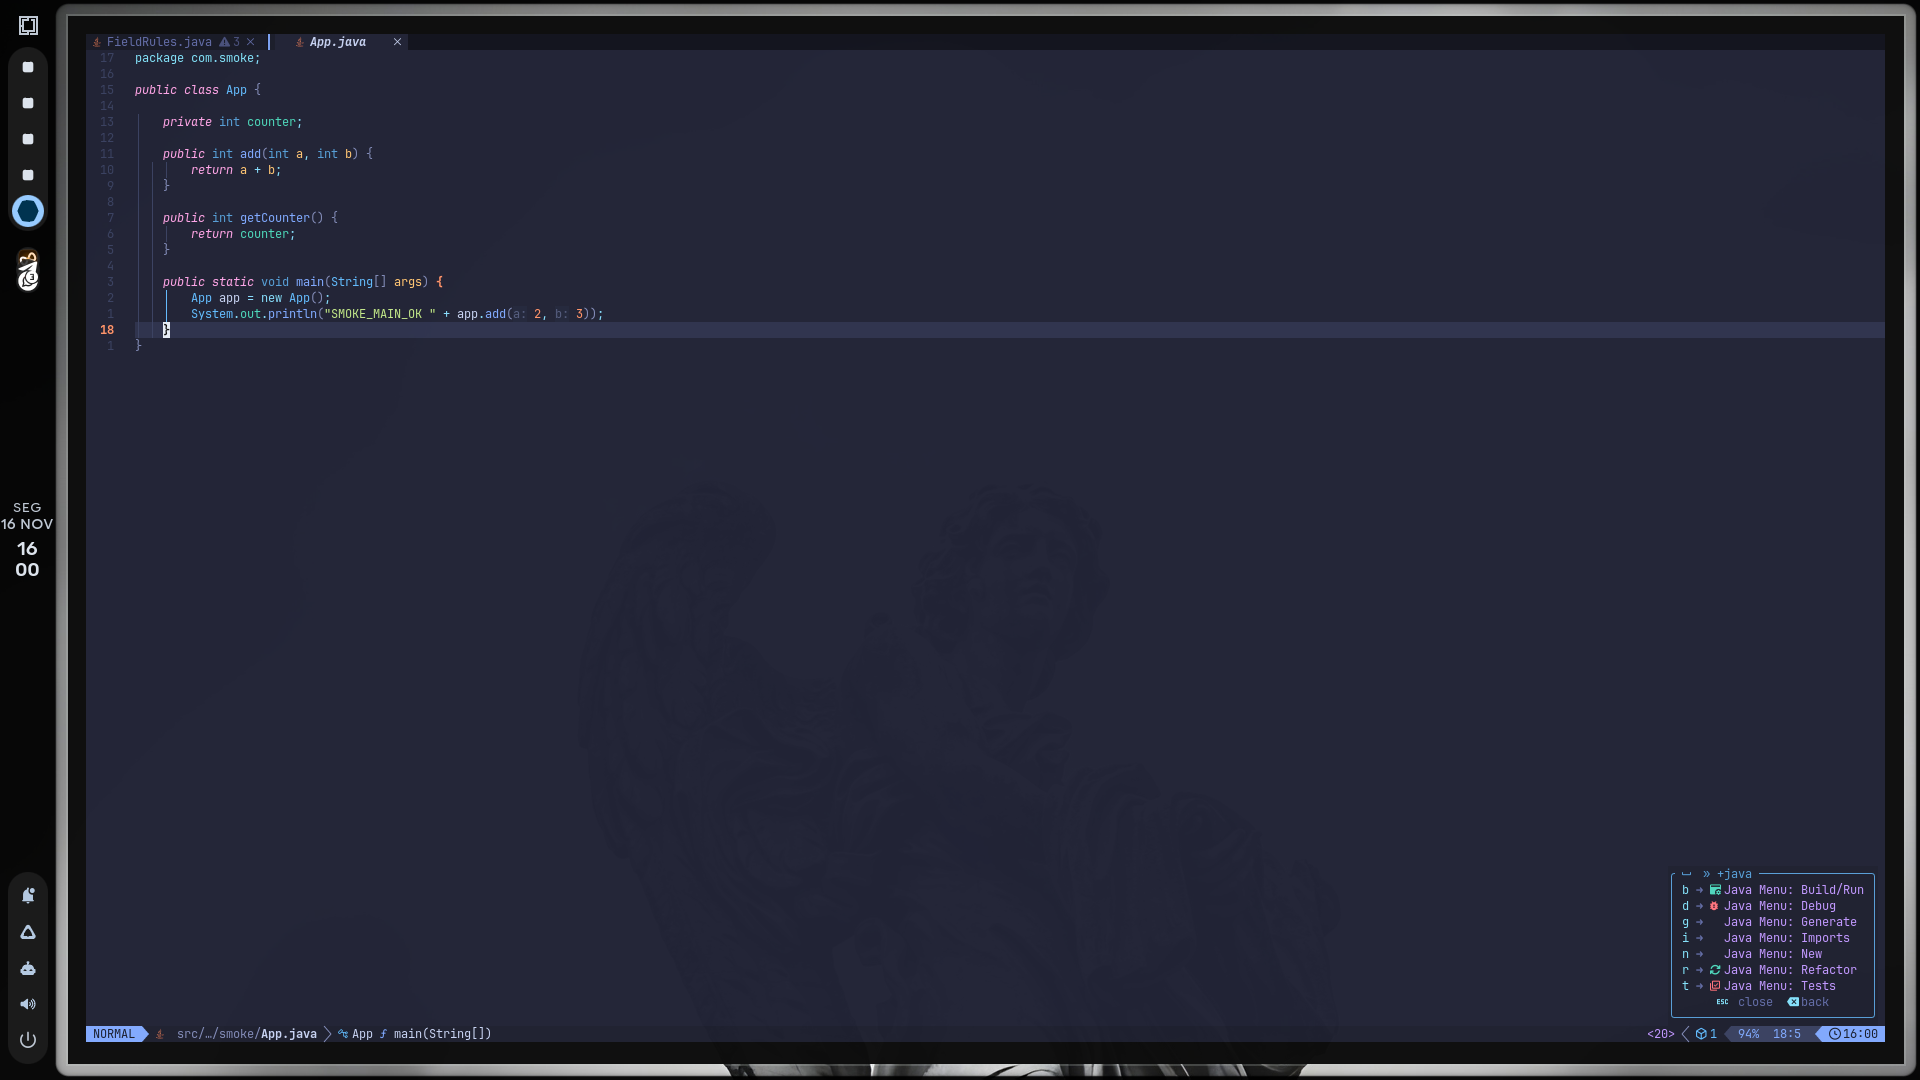 FieldRules.java 3
App.java
17 package com.smoke;
16
15 public class App {
14
13 private int counter;
12
11 public int add(int a, int b) {
10 return a + b;
9 }
8
7 public int getCounter() {
6 return counter;
5 }
4
3 public static void main(String[] args) {
2 App app = new App();
1 System.out.println("SMOKE_MAIN_OK " + app.add(a: 2, b: 3));
18 }
1 }
3
SEG
16 NOV
16
00
» +java
b → Java Menu: Build/Run
d → Java Menu: Debug
g → Java Menu: Generate
i → Java Menu: Imports
n → Java Menu: New
r → Java Menu: Refactor
t → Java Menu: Tests
ESC close back
NORMAL src/…/smoke/App.java App f main(String[]) <20> 1 94% 18:5 16:00